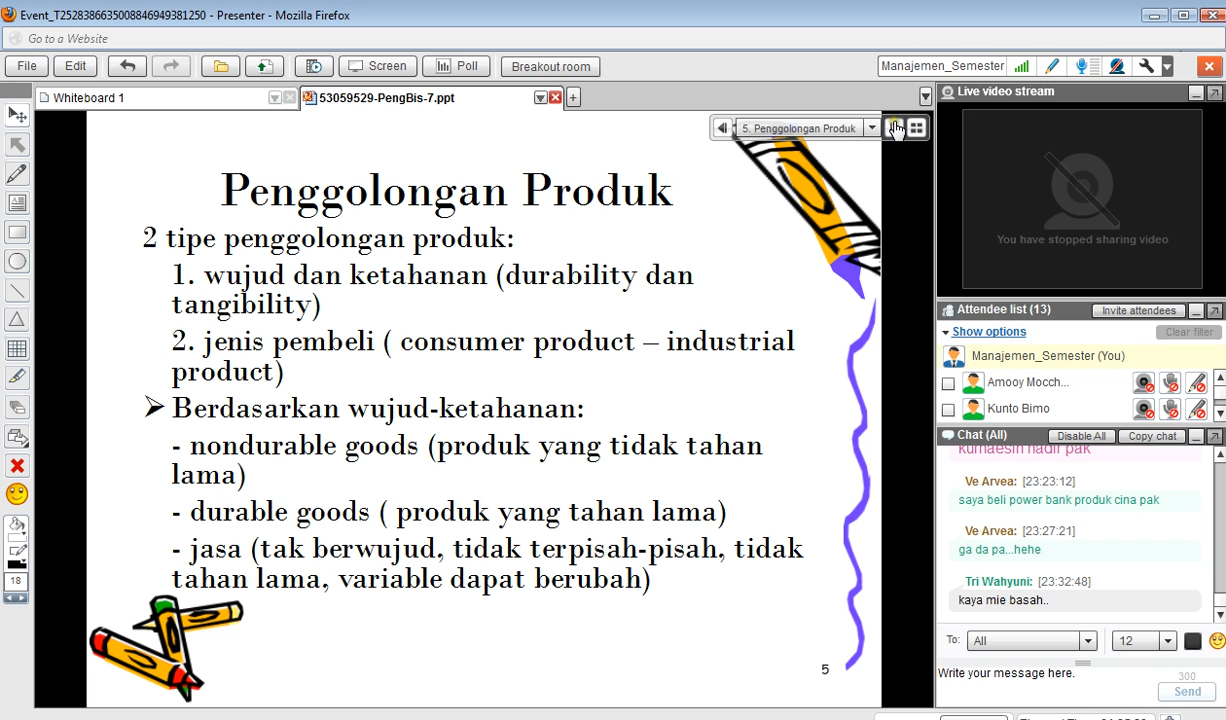 Event_T2528386635008846949381250 - Presenter - Mozilla Firefox
Go to a Website
File Edit Screen Poll Breakout room Manajemen_Semester
Whiteboard 1 53059529-PengBis-7.ppt
5. Penggolongan Produk
Penggolongan Produk
2 tipe penggolongan produk:
1. wujud dan ketahanan (durability dan
tangibility)
2. jenis pembeli ( consumer product – industrial
product)
Berdasarkan wujud-ketahanan:
- nondurable goods (produk yang tidak tahan
lama)
- durable goods ( produk yang tahan lama)
- jasa (tak berwujud, tidak terpisah-pisah, tidak
tahan lama, variable dapat berubah)
5
18
Live video stream
You have stopped sharing video
Attendee list (13) Invite attendees
Show options Clear filter
Manajemen_Semester (You)
Amooy Mocch...
Kunto Bimo
Chat (All) Disable All Copy chat
kumaesin hadir pak
Ve Arvea: [23:23:12]
saya beli power bank produk cina pak
Ve Arvea: [23:27:21]
ga da pa...hehe
Tri Wahyuni: [23:32:48]
kaya mie basah..
To: All 12
Write your message here.
300
Send